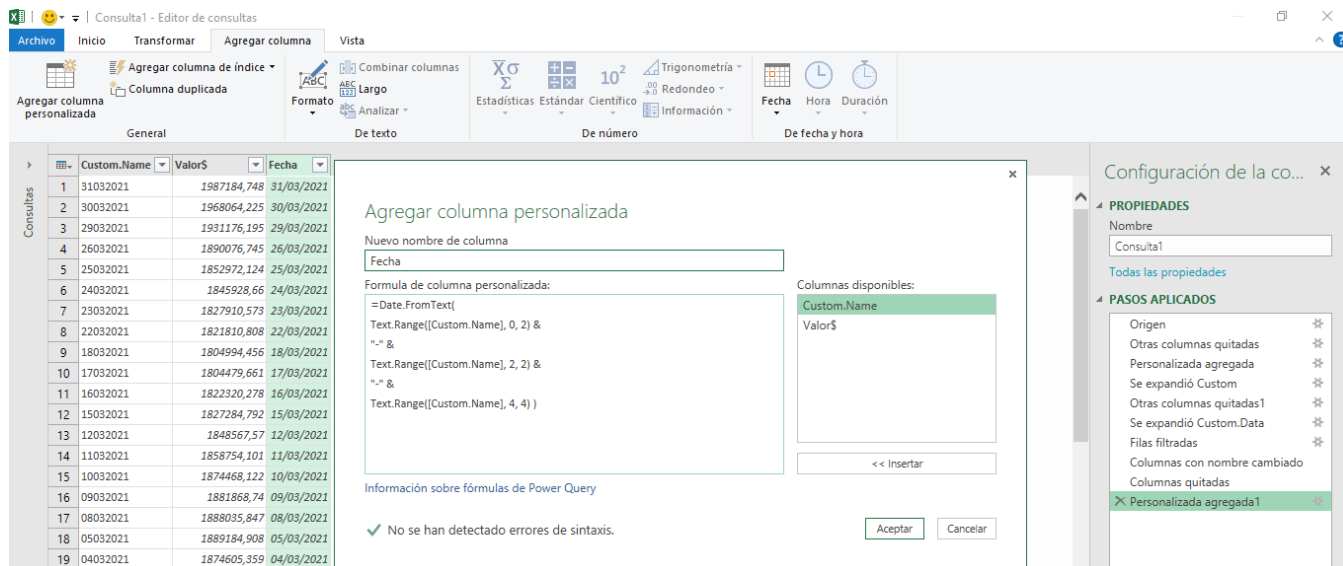 Consulta1 - Editor de consultas
Archivo Inicio Transformar Agregar columna Vista
Agregar columna personalizada
Agregar columna de índice
Columna duplicada
General
ABC
Formato
Combinar columnas
ABC 123 Largo
abc Analizar
De texto
Χσ Σ
Estadísticas
Estándar
10²
Científico
Trigonometría
.00 →.0 Redondeo
Información
De número
Fecha
Hora
Duración
De fecha y hora
Consultas
Custom.Name Valor$ Fecha
1 31032021 1987184,748 31/03/2021
2 30032021 1968064,225 30/03/2021
3 29032021 1931176,195 29/03/2021
4 26032021 1890076,745 26/03/2021
5 25032021 1852972,124 25/03/2021
6 24032021 1845928,66 24/03/2021
7 23032021 1827910,573 23/03/2021
8 22032021 1821810,808 22/03/2021
9 18032021 1804994,456 18/03/2021
10 17032021 1804479,661 17/03/2021
11 16032021 1822320,278 16/03/2021
12 15032021 1827284,792 15/03/2021
13 12032021 1848567,57 12/03/2021
14 11032021 1858754,101 11/03/2021
15 10032021 1874468,122 10/03/2021
16 09032021 1881868,74 09/03/2021
17 08032021 1888035,847 08/03/2021
18 05032021 1889184,908 05/03/2021
19 04032021 1874605,359 04/03/2021
Agregar columna personalizada
Nuevo nombre de columna
Fecha
Formula de columna personalizada:
=Date.FromText(
Text.Range([Custom.Name], 0, 2) &
"-" &
Text.Range([Custom.Name], 2, 2) &
"-" &
Text.Range([Custom.Name], 4, 4) )
Columnas disponibles:
Custom.Name
Valor$
<< Insertar
Información sobre fórmulas de Power Query
No se han detectado errores de sintaxis.
Aceptar Cancelar
Configuración de la co...
PROPIEDADES
Nombre
Consulta1
Todas las propiedades
PASOS APLICADOS
Origen
Otras columnas quitadas
Personalizada agregada
Se expandió Custom
Otras columnas quitadas1
Se expandió Custom.Data
Filas filtradas
Columnas con nombre cambiado
Columnas quitadas
Personalizada agregada1